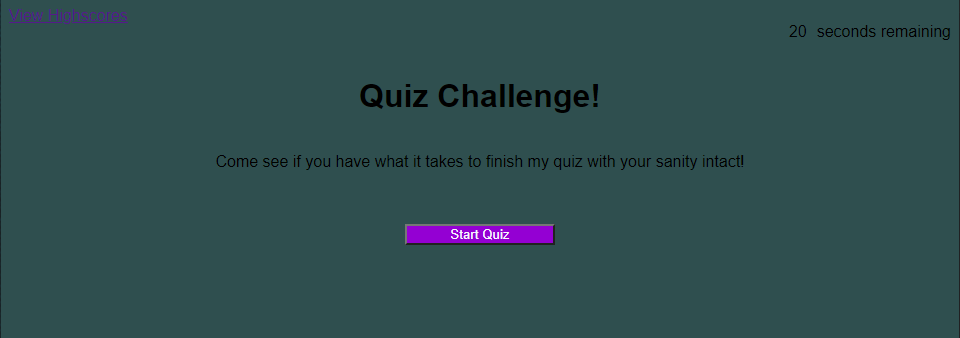 View Highscores
20 seconds remaining
Quiz Challenge!
Come see if you have what it takes to finish my quiz with your sanity intact!
Start Quiz